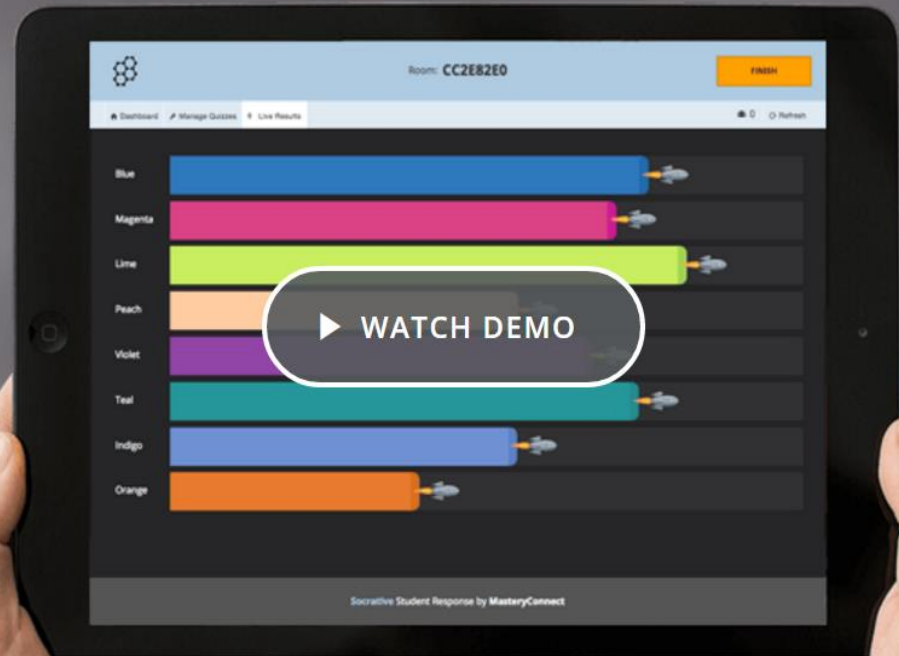 Room: CC2E82E0
FINISH
Dashboard Manage Quizzes Live Results 0 Refresh
Blue
Magenta
Lime
Peach
WATCH DEMO
Violet
Teal
Indigo
Orange
Socrative Student Response by MasteryConnect